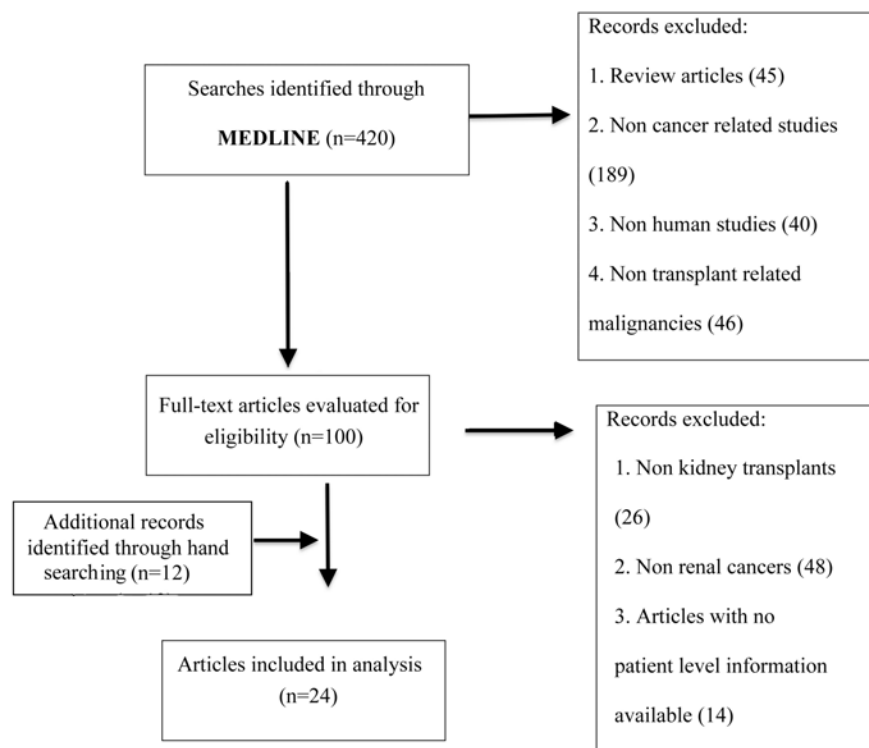 Searches identified through
MEDLINE (n=420)
Records excluded:
1. Review articles (45)
2. Non cancer related studies
(189)
3. Non human studies (40)
4. Non transplant related
malignancies (46)
Full-text articles evaluated for
eligibility (n=100)
Records excluded:
1. Non kidney transplants
(26)
2. Non renal cancers (48)
3. Articles with no
patient level information
available (14)
Additional records
identified through hand
searching (n=12)
Articles included in analysis
(n=24)